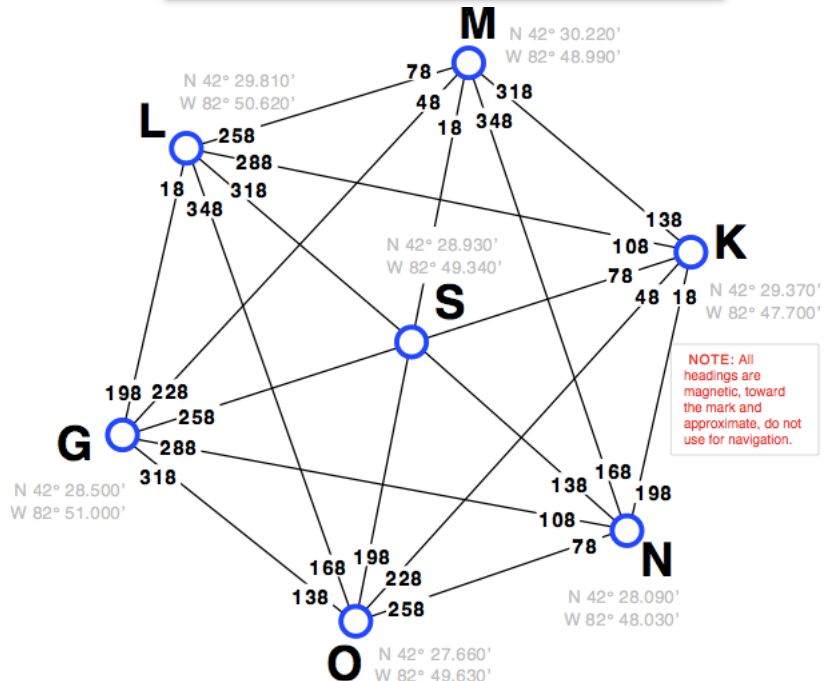 M
N 42° 30.220’
W 82° 48.990’
78
318
48
348
18
N 42° 29.810’
W 82° 50.620’
L
258
288
318
18
348
138
K
108
78
48
18
N 42° 29.370’
W 82° 47.700’
N 42° 28.930’
W 82° 49.340’
S
NOTE: All
headings are
magnetic, toward
the mark and
approximate, do not
use for navigation.
198
228
258
G
288
318
N 42° 28.500’
W 82° 51.000’
168
138
198
108
78
N
N 42° 28.090’
W 82° 48.030’
198
168
228
138
258
O
N 42° 27.660’
W 82° 49.630’